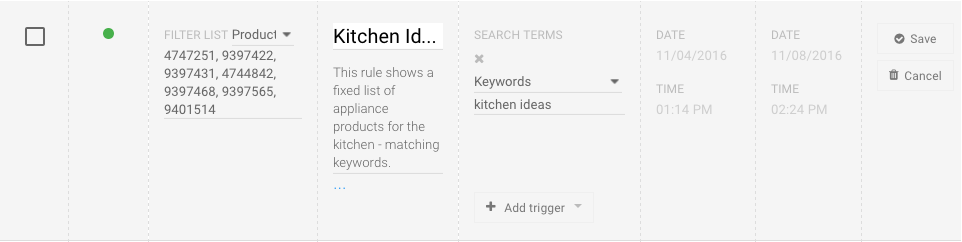 FILTER LIST Product
4747251, 9397422,
9397431, 4744842,
9397468, 9397565,
9401514
Kitchen Id...
This rule shows a
fixed list of
appliance
products for the
kitchen - matching
keywords.
...
SEARCH TERMS
Keywords
kitchen ideas
Add trigger
DATE
11/04/2016
TIME
01:14 PM
DATE
11/08/2016
TIME
02:24 PM
Save
Cancel